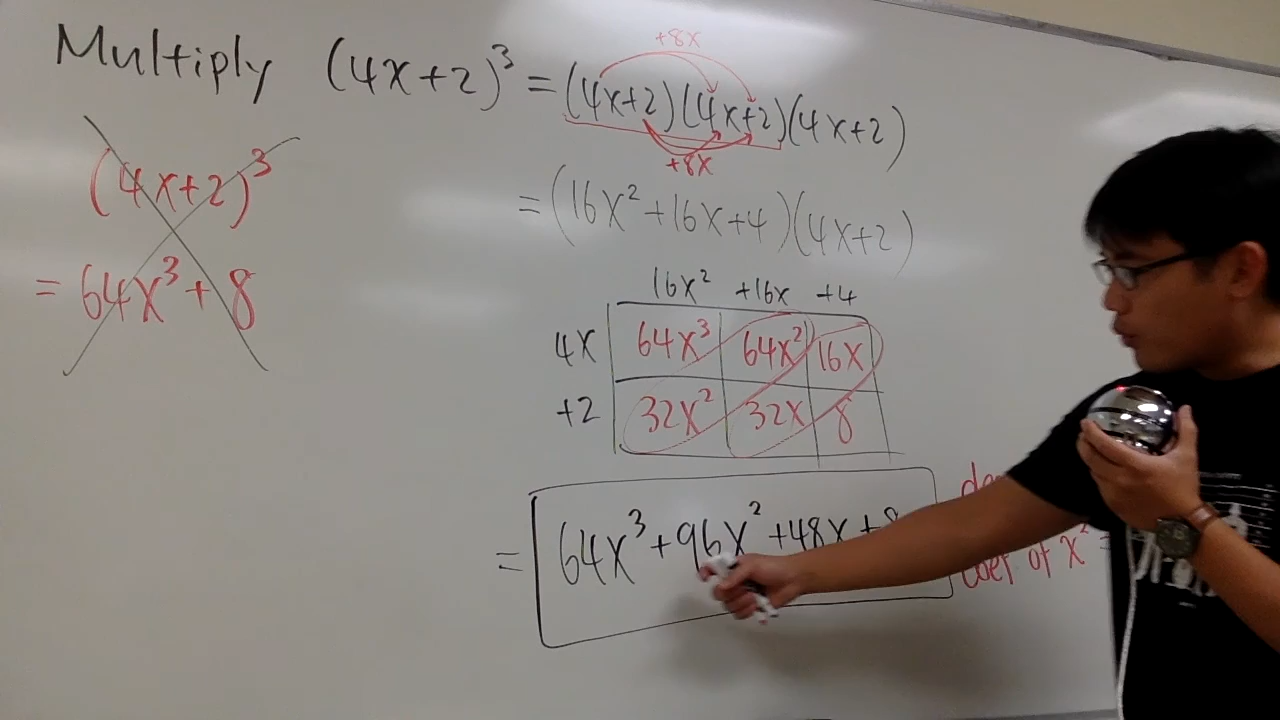 Multiply (4x+2)³ = (4x+2)(4x+2)(4x+2)
+8x
+8x
(4x+2)³
= 64x³ + 8
= (16x² + 16x + 4)(4x+2)
16x² +16x +4
4x 64x³ 64x² 16x
+2 32x² 32x 8
= 64x³ + 96x² + 48x + 8
of x²